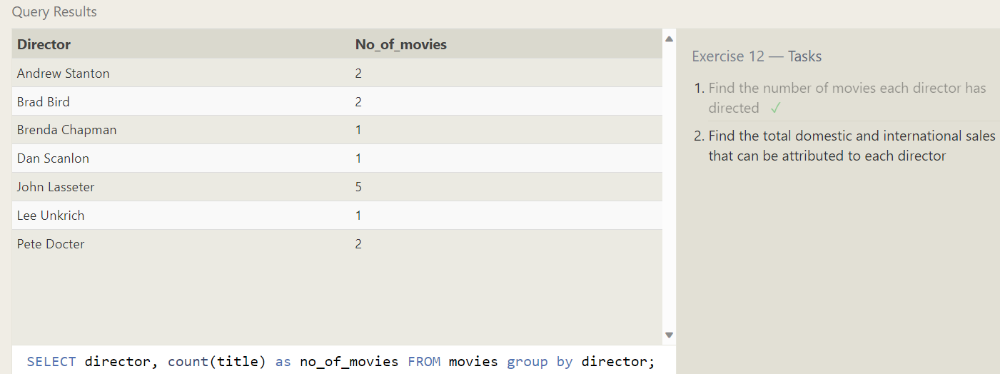 Query Results
Director No_of_movies
Andrew Stanton 2
Brad Bird 2
Brenda Chapman 1
Dan Scanlon 1
John Lasseter 5
Lee Unkrich 1
Pete Docter 2
SELECT director, count(title) as no_of_movies FROM movies group by director;
Exercise 12 — Tasks
1. Find the number of movies each director has
directed ✓
2. Find the total domestic and international sales
that can be attributed to each director